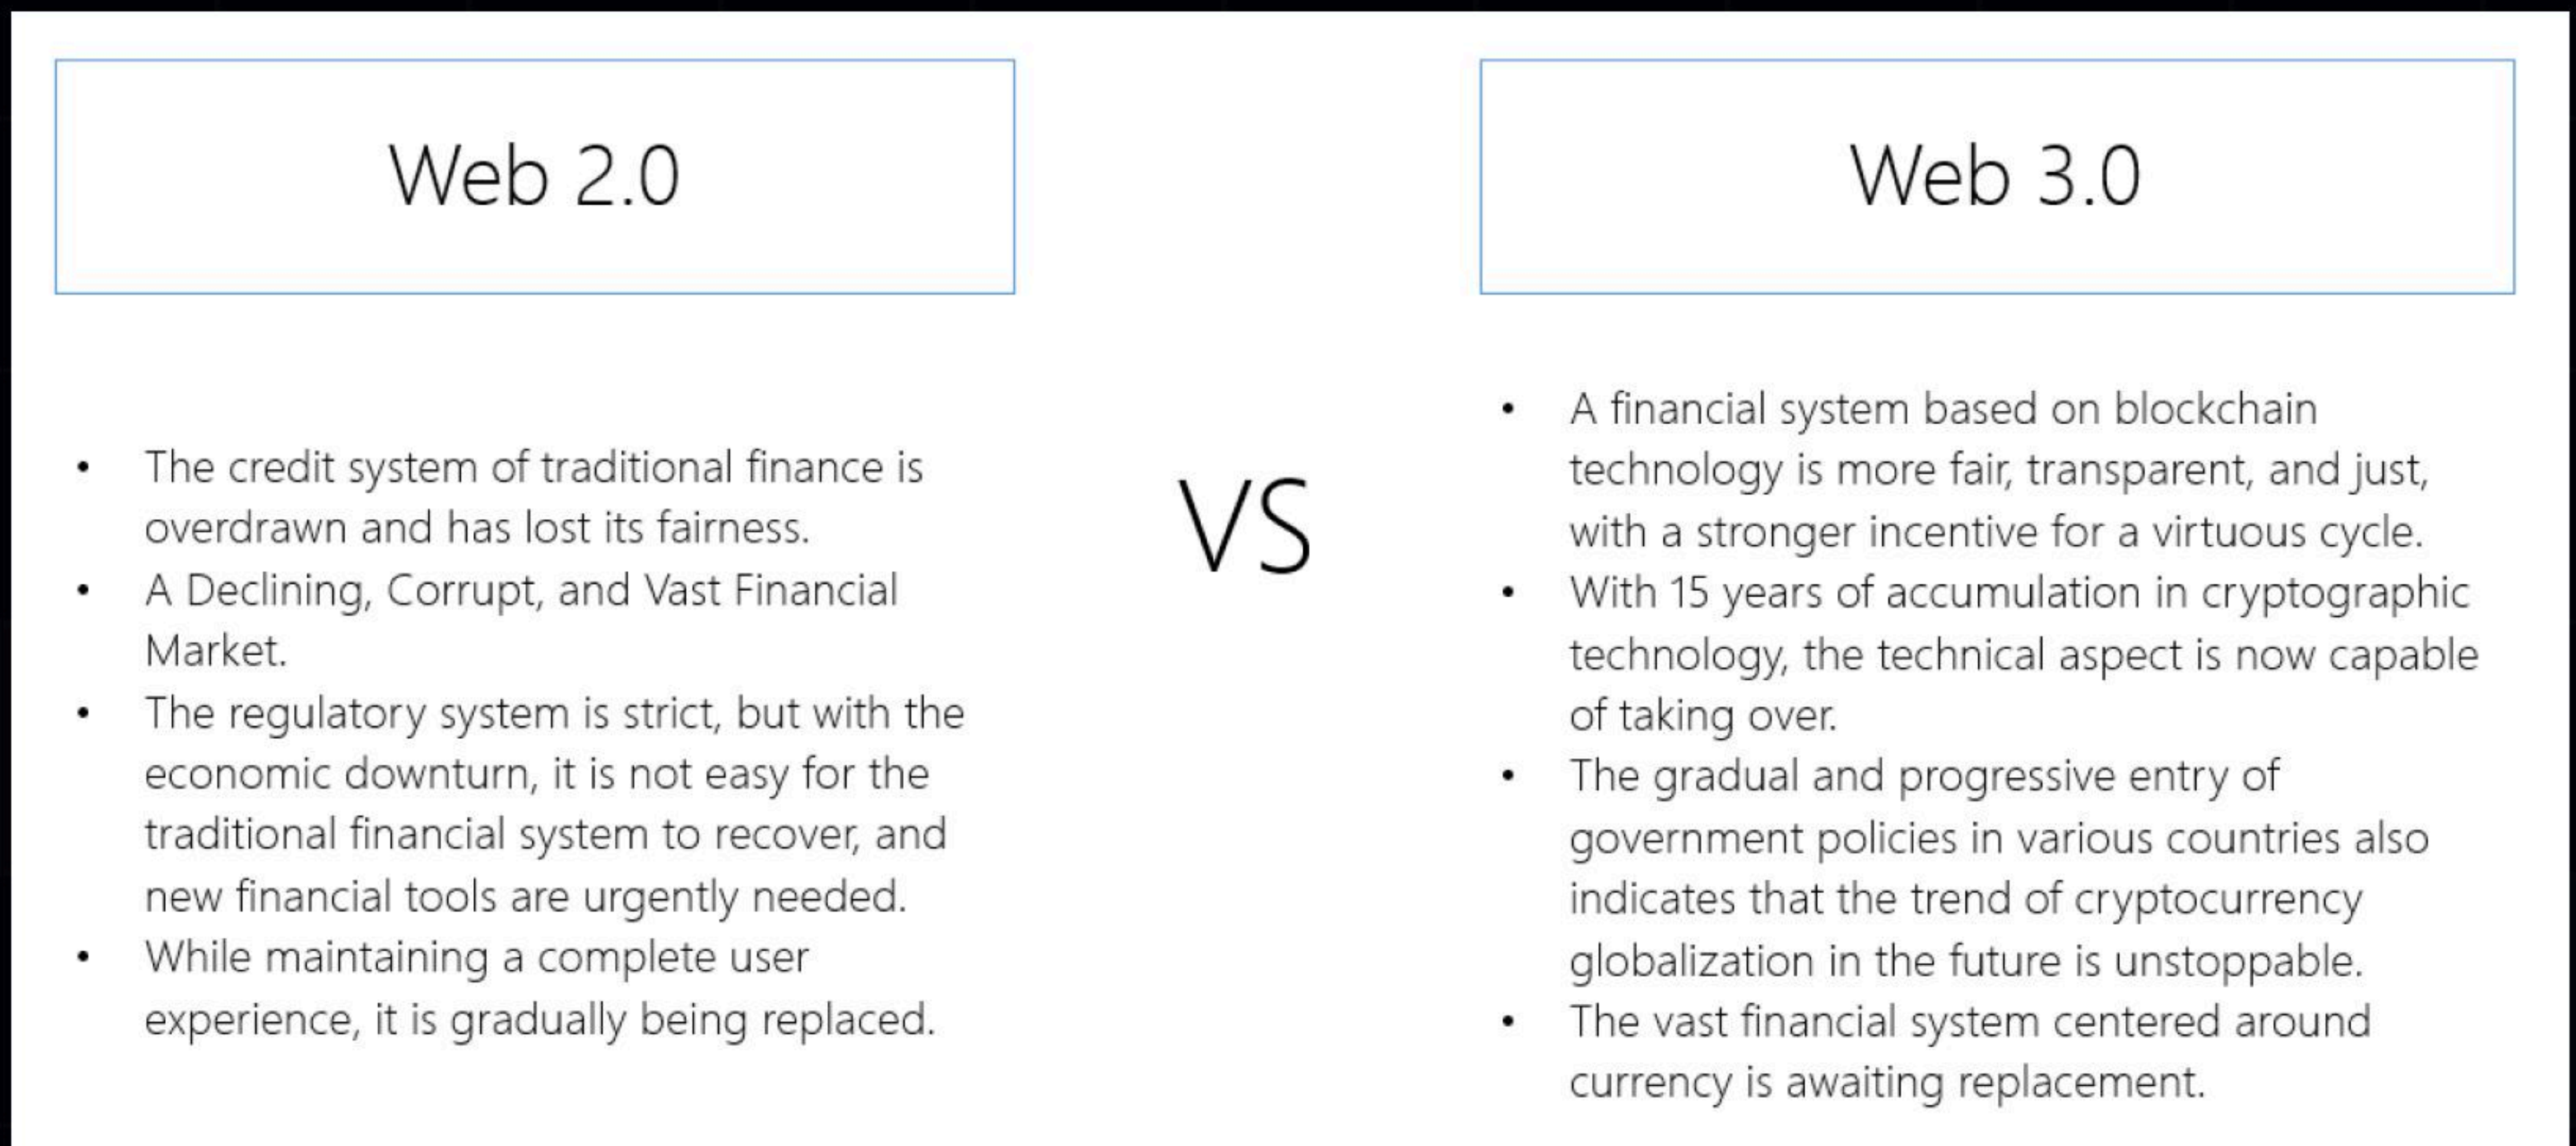 Web 2.0
• The credit system of traditional finance is
overdrawn and has lost its fairness.
• A Declining, Corrupt, and Vast Financial
Market.
• The regulatory system is strict, but with the
economic downturn, it is not easy for the
traditional financial system to recover, and
new financial tools are urgently needed.
• While maintaining a complete user
experience, it is gradually being replaced.
VS
Web 3.0
• A financial system based on blockchain
technology is more fair, transparent, and just,
with a stronger incentive for a virtuous cycle.
• With 15 years of accumulation in cryptographic
technology, the technical aspect is now capable
of taking over.
• The gradual and progressive entry of
government policies in various countries also
indicates that the trend of cryptocurrency
globalization in the future is unstoppable.
• The vast financial system centered around
currency is awaiting replacement.